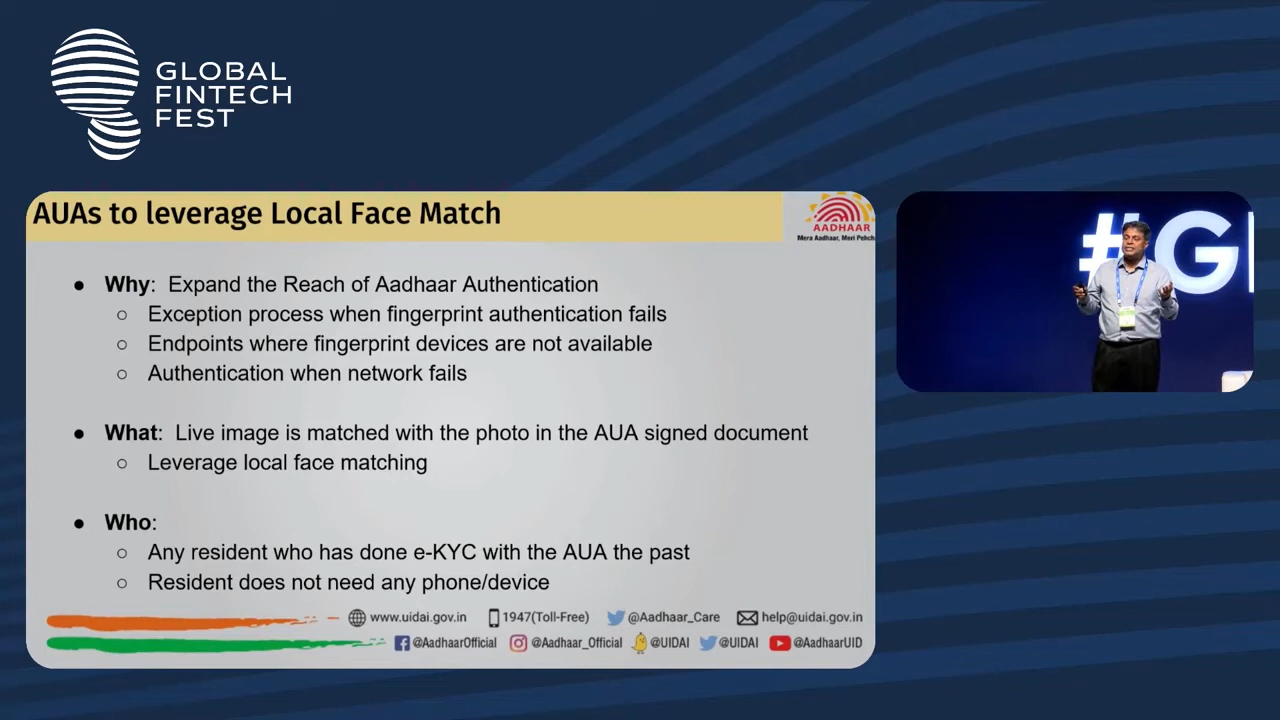 GLOBAL
FINTECH
FEST
AUAs to leverage Local Face Match
AADHAAR
Mera Aadhaar, Meri Pehch
● Why: Expand the Reach of Aadhaar Authentication
○ Exception process when fingerprint authentication fails
○ Endpoints where fingerprint devices are not available
○ Authentication when network fails
● What: Live image is matched with the photo in the AUA signed document
○ Leverage local face matching
● Who:
○ Any resident who has done e-KYC with the AUA the past
○ Resident does not need any phone/device
www.uidai.gov.in 1947(Toll-Free) @Aadhaar_Care help@uidai.gov.in
@AadhaarOfficial @Aadhaar_Official @UIDAI @UIDAI @AadhaarUID
#G